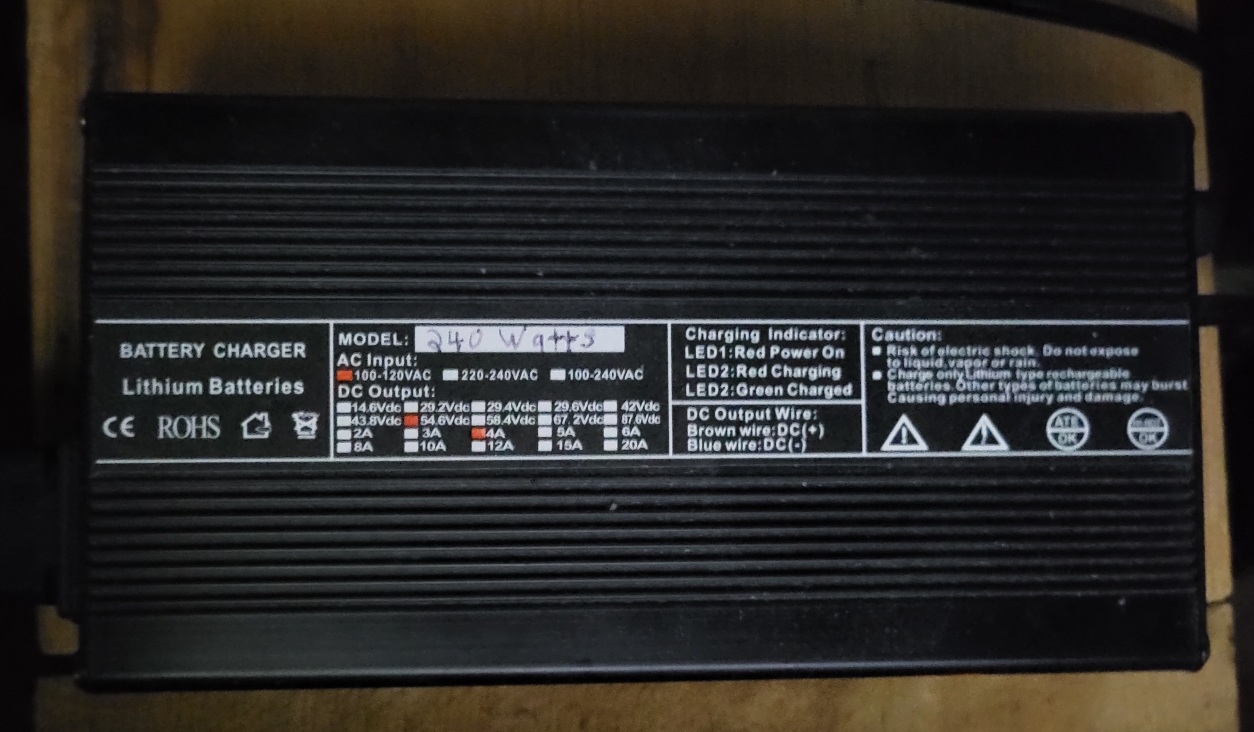 BATTERY CHARGER
Lithium Batteries
CE ROHS
MODEL: 240 Watts
AC Input:
100-120VAC 220-240VAC 100-240VAC
DC Output:
14.6Vdc 29.2Vdc 29.4Vdc 29.6Vdc 42Vdc
43.8Vdc 54.6Vdc 58.4Vdc 67.2Vdc 87.6Vdc
2A 3A 4A 5A 6A
8A 10A 12A 15A 20A
Charging Indicator:
LED1:Red Power On
LED2:Red Charging
LED2:Green Charged
DC Output Wire:
Brown wire:DC(+)
Blue wire:DC(-)
Caution:
Risk of electric shock. Do not expose
to liquid,vapor or rain.
Charge only Lithium type rechargeable
batteries.Other types of batteries may burst
Causing personal injury and damage.
ATE
OK
OK